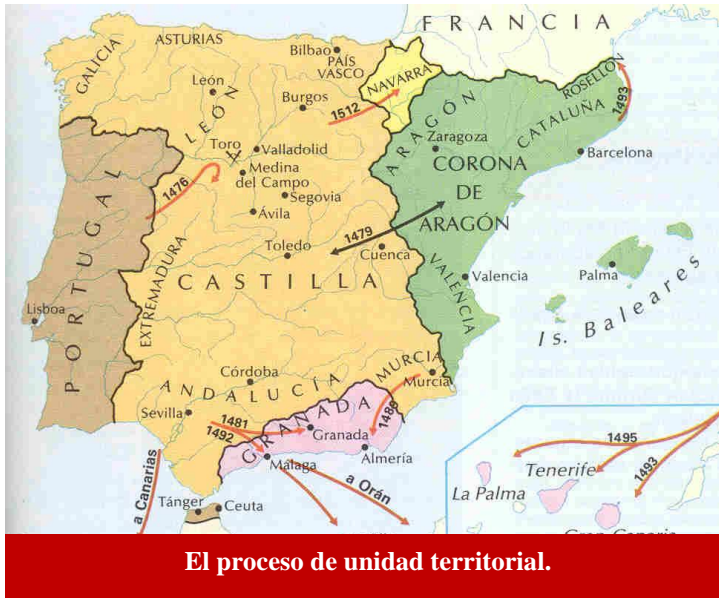 FRANCIA
GALICIA
ASTURIAS
Bilbao
PAÍS
VASCO
NAVARRA
León
LEÓN
Burgos
1512
ARAGÓN
ROSELLÓN
1493
CATALUÑA
Toro
Valladolid
Zaragoza
Barcelona
Medina
del Campo
CORONA
DE
ARAGÓN
1476
Segovia
Ávila
1479
Toledo
Cuenca
PORTUGAL
EXTREMADURA
CASTILLA
VALENCIA
Valencia
Palma
Is. Baleares
Lisboa
Córdoba
ANDALUCÍA
MURCIA
Murcia
Sevilla
1481
1492
GRANADA
Granada
1488
Málaga
Almería
a Canarias
a Orán
Tánger
Ceuta
1495
Tenerife
1493
La Palma
Gran Canaria
El proceso de unidad territorial.